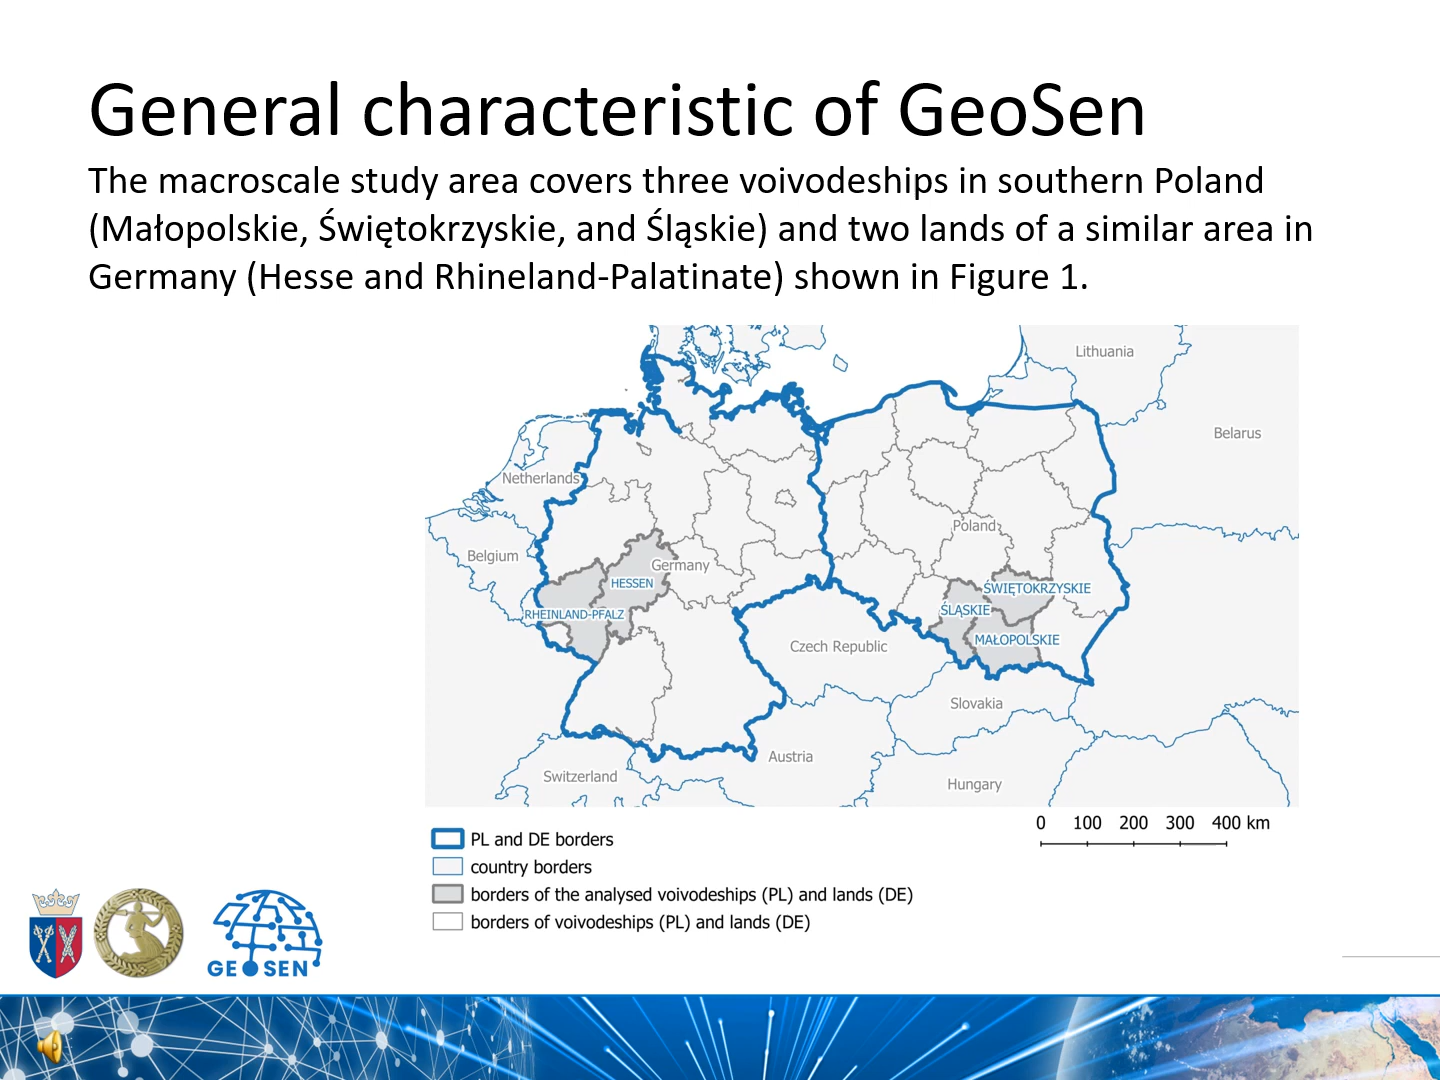 General characteristic of GeoSen
The macroscale study area covers three voivodeships in southern Poland
(Małopolskie, Świętokrzyskie, and Śląskie) and two lands of a similar area in
Germany (Hesse and Rhineland-Palatinate) shown in Figure 1.
Lithuania
Belarus
Netherlands
Poland
Belgium
Germany
HESSEN
ŚWIĘTOKRZYSKIE
RHEINLAND-PFALZ
ŚLĄSKIE
MAŁOPOLSKIE
Czech Republic
Slovakia
Austria
Switzerland
Hungary
0 100 200 300 400 km
PL and DE borders
country borders
borders of the analysed voivodeships (PL) and lands (DE)
borders of voivodeships (PL) and lands (DE)
GEOSEN